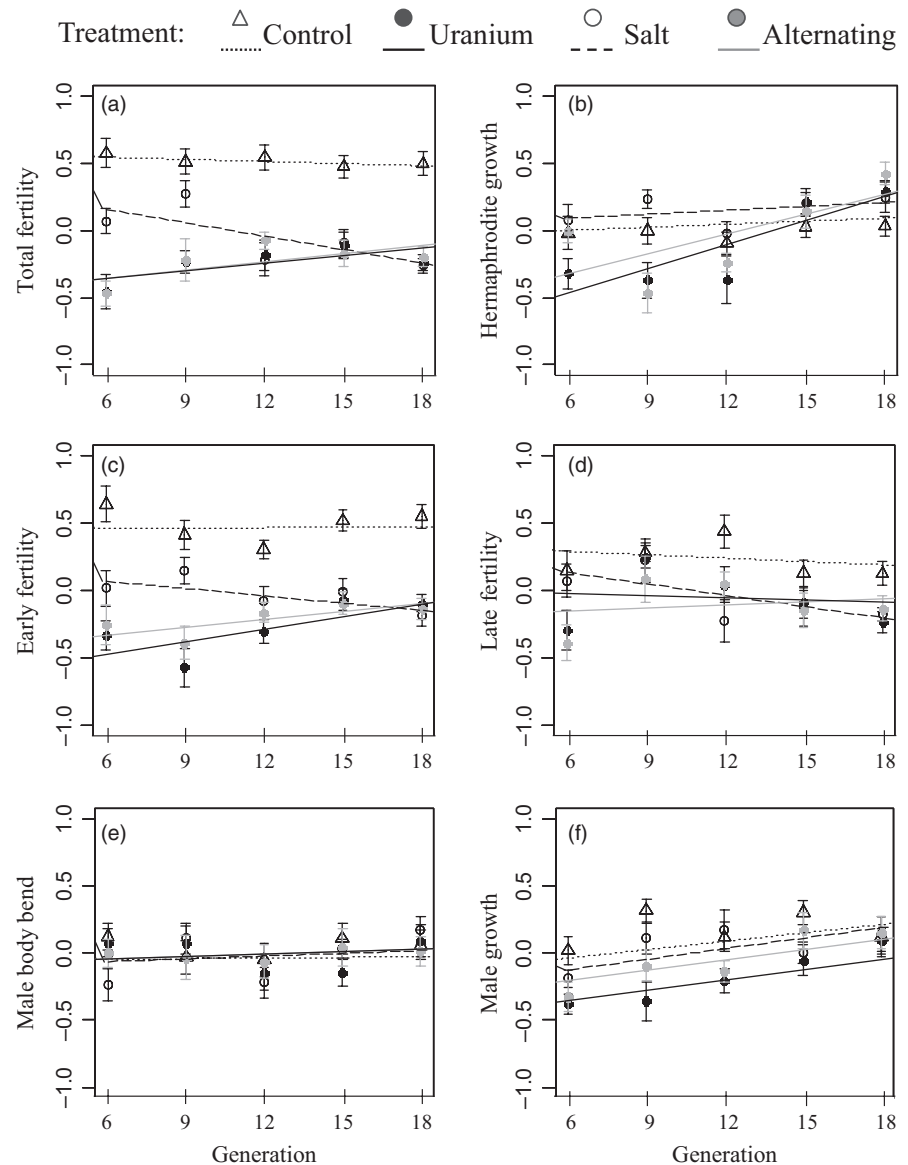 Treatment: Control Uranium Salt Alternating
(a)
Total fertility
1.0
0.5
0.0
−0.5
−1.0
6 9 12 15 18
(b)
Hermaphrodite growth
1.0
0.5
0.0
−0.5
−1.0
6 9 12 15 18
(c)
Early fertility
1.0
0.5
0.0
−0.5
−1.0
6 9 12 15 18
(d)
Late fertility
1.0
0.5
0.0
−0.5
−1.0
6 9 12 15 18
(e)
Male body bend
1.0
0.5
0.0
−0.5
−1.0
6 9 12 15 18
Generation
(f)
Male growth
1.0
0.5
0.0
−0.5
−1.0
6 9 12 15 18
Generation